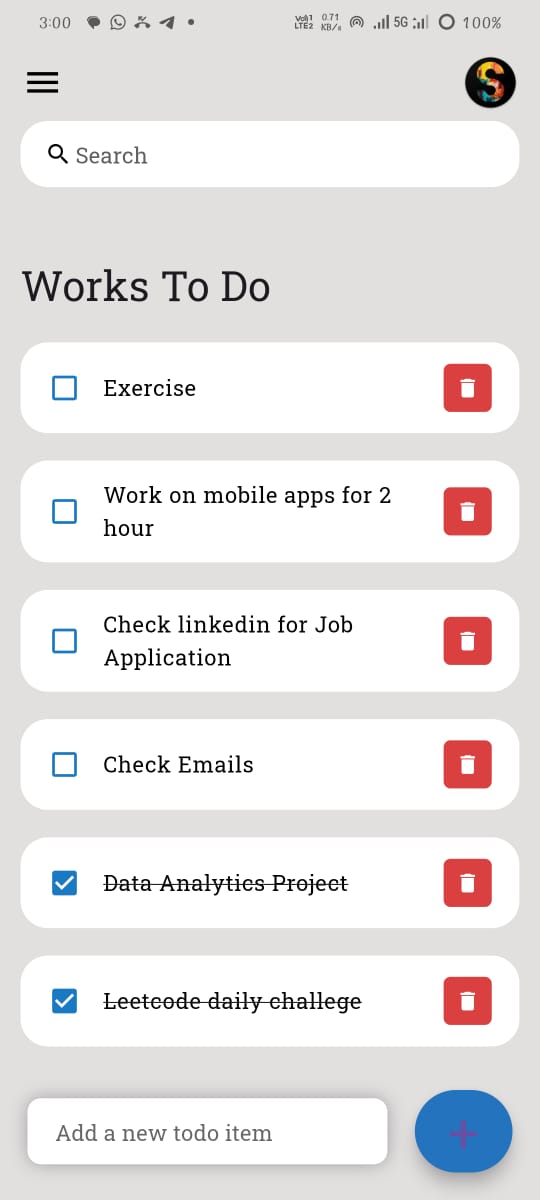 3:00 Vo)) 1 LTE2 0.71 KB/s 5G 100%
S
Search
Works To Do
Exercise
Work on mobile apps for 2
hour
Check linkedin for Job
Application
Check Emails
Data Analytics Project
Leetcode daily challege
Add a new todo item
+